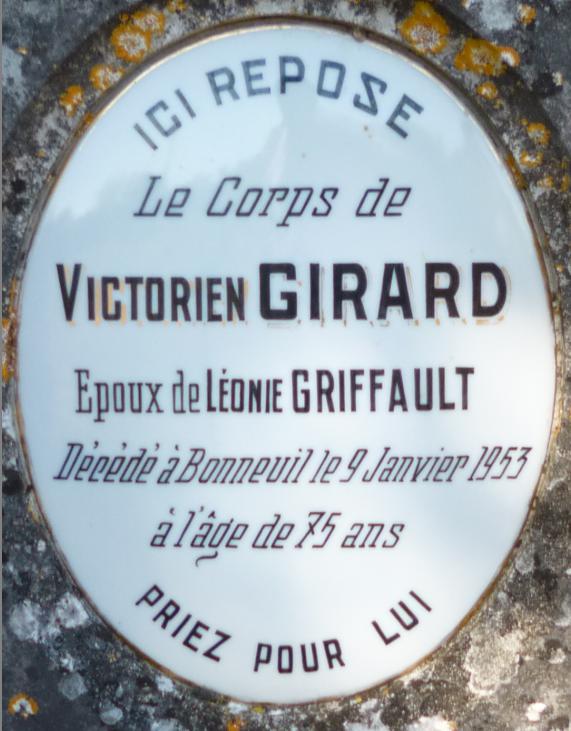 ICI REPOSE
Le Corps de
VICTORIEN GIRARD
Epoux de LÉONIE GRIFFAULT
Décédé à Bonneuil le 9 Janvier 1953
à l'âge de 75 ans
PRIEZ POUR LUI